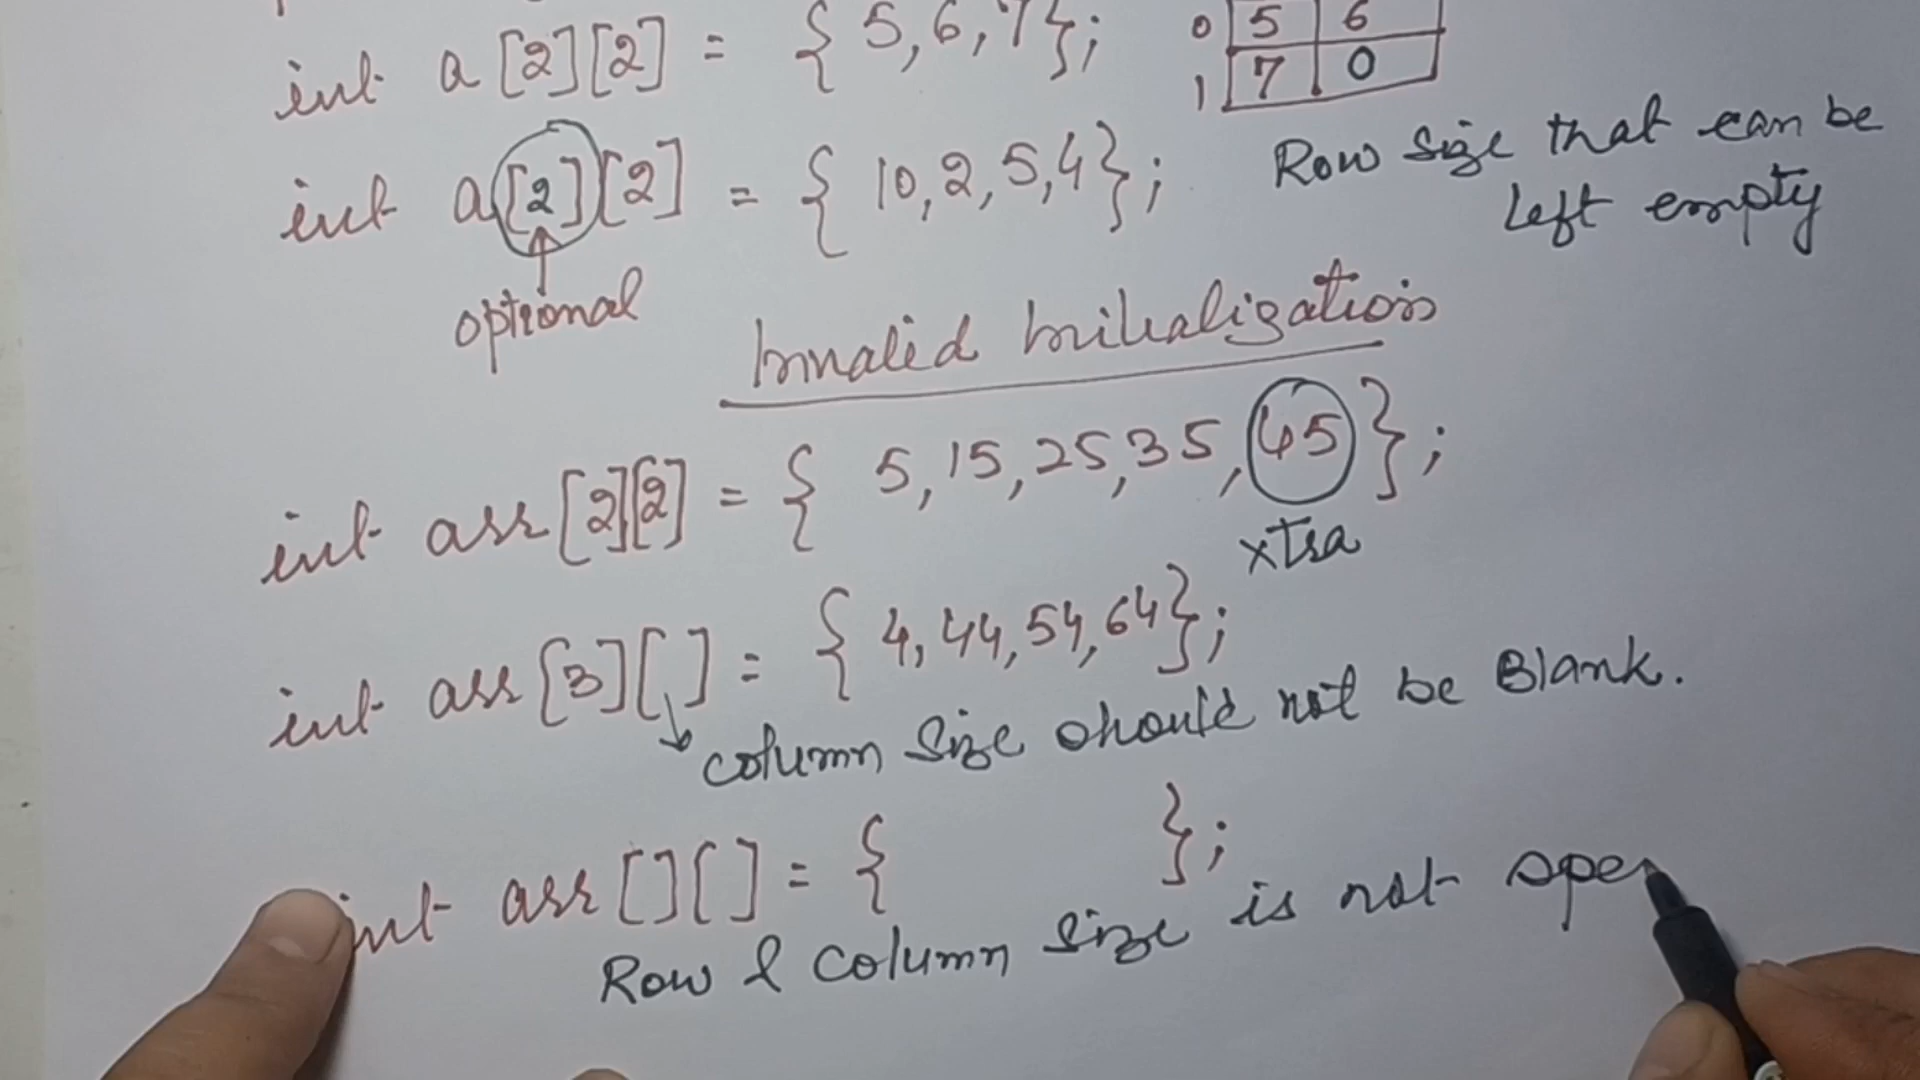 int a[2][2] = { 5,6,7};
0 5 6
1 7 0
int a[2][2] = { 10,2,5,4};
Row Size that can be
left empty
optional
Invalid Initialization
int arr[2][2] = { 5,15,25,35,45};
xtra
int arr[3][ ] = { 4,44,54,64};
column Size should not be Blank.
int arr[][] = { };
Row & column size is not spe